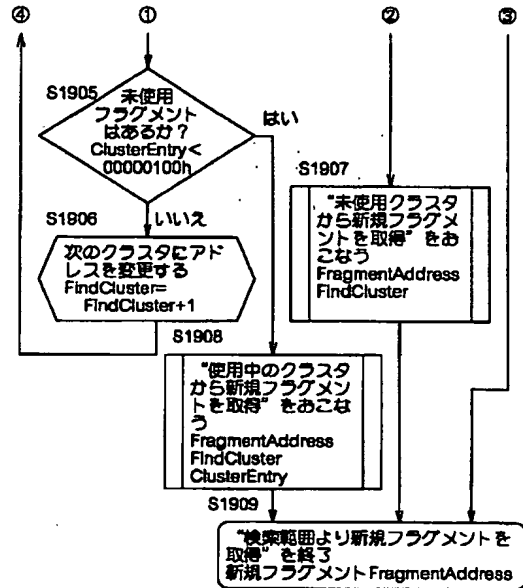 ④
①
②
③
S1905
未使用
フラグメント
はあるか？
ClusterEntry<
00000100h
はい
S1907
"未使用クラスタ
から新規フラグメ
ントを取得"をお
こなう
FragmentAddress
FindCluster
S1906
いいえ
次のクラスタにアド
レスを変更する
FindCluster=
FindCluster+1
S1908
"使用中のクラスタ
から新規フラグメン
トを取得"をおこな
う
FragmentAddress
FindCluster
ClusterEntry
S1909
"検索範囲より新規フラグメントを
取得"を終了
新規フラグメントFragmentAddress